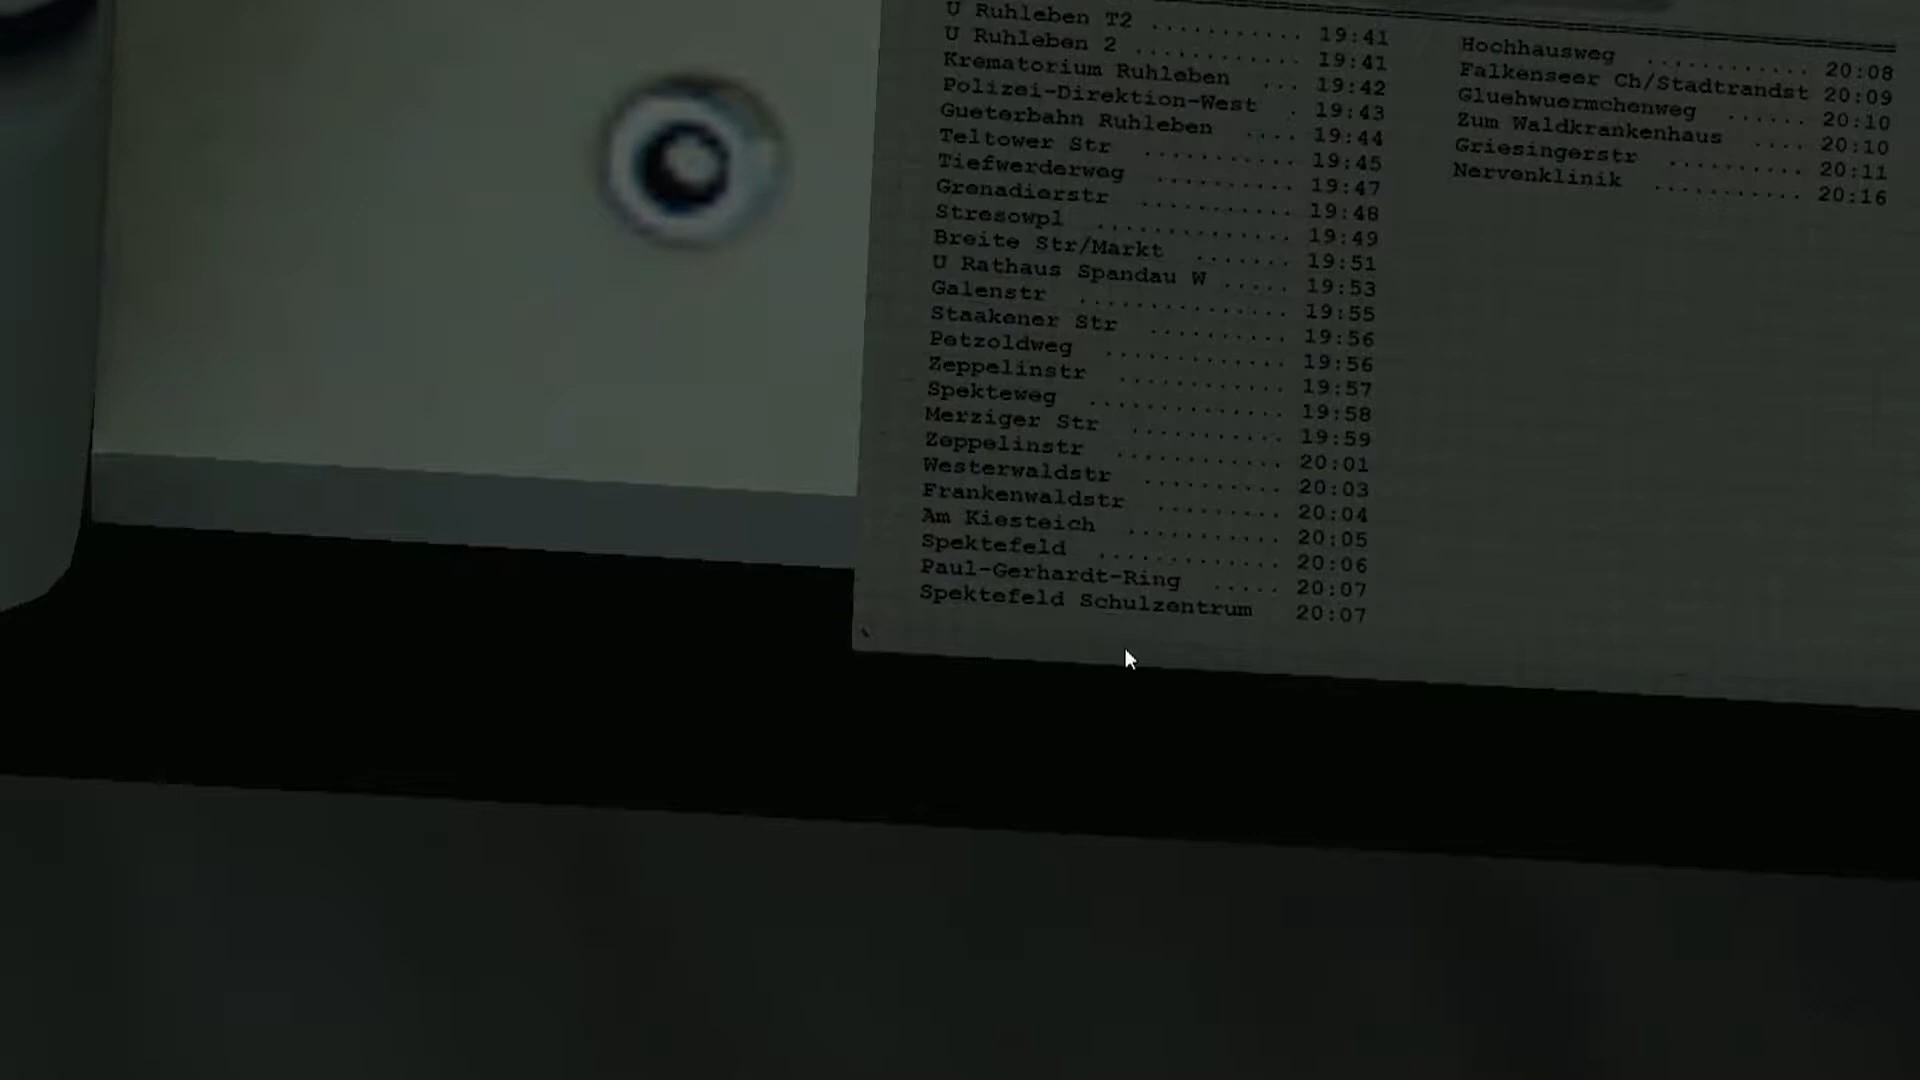 U Ruhleben T2 ........... 19:41
U Ruhleben 2 ............ 19:41
Krematorium Ruhleben ... 19:42
Polizei-Direktion-West . 19:43
Gueterbahn Ruhleben .... 19:44
Teltower Str ........... 19:45
Tiefwerderweg .......... 19:47
Grenadierstr ........... 19:48
Stresowpl .............. 19:49
Breite Str/Markt ....... 19:51
U Rathaus Spandau W ..... 19:53
Galenstr ............... 19:55
Staakener Str .......... 19:56
Petzoldweg ............. 19:56
Zeppelinstr ............ 19:57
Spekteweg .............. 19:58
Merziger Str ........... 19:59
Zeppelinstr ............ 20:01
Westerwaldstr .......... 20:03
Frankenwaldstr ......... 20:04
Am Kiesteich ........... 20:05
Spektefeld ............. 20:06
Paul-Gerhardt-Ring ..... 20:07
Spektefeld Schulzentrum 20:07
Hochhausweg ............ 20:08
Falkenseer Ch/Stadtrandst 20:09
Gluehwuermchenweg ...... 20:10
Zum Waldkrankenhaus .... 20:10
Griesingerstr .......... 20:11
Nervenklinik ........... 20:16